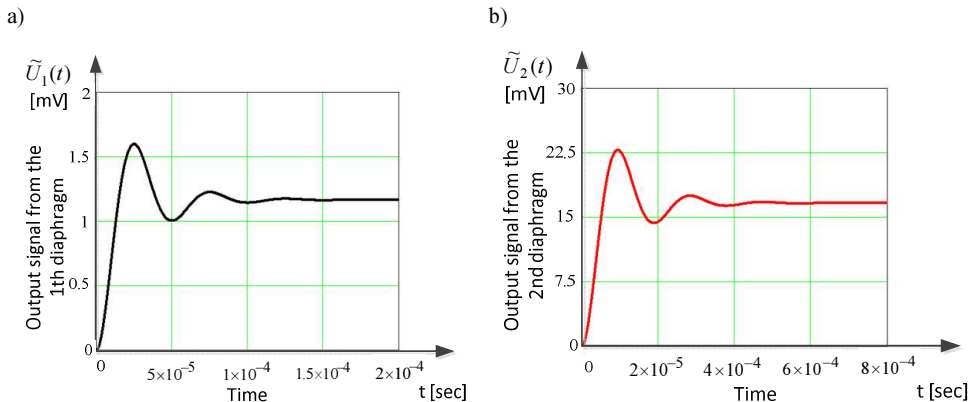 a)
Ũ₁(t)
[mV]
Output signal from the
1th diaphragm
2
1.5
1
0.5
0
0
5×10⁻⁵
1×10⁻⁴
1.5×10⁻⁴
2×10⁻⁴
Time
t [sec]
b)
Ũ₂(t)
[mV]
Output signal from the
2nd diaphragm
30
22.5
15
7.5
0
0
2×10⁻⁵
4×10⁻⁴
6×10⁻⁴
8×10⁻⁴
Time
t [sec]